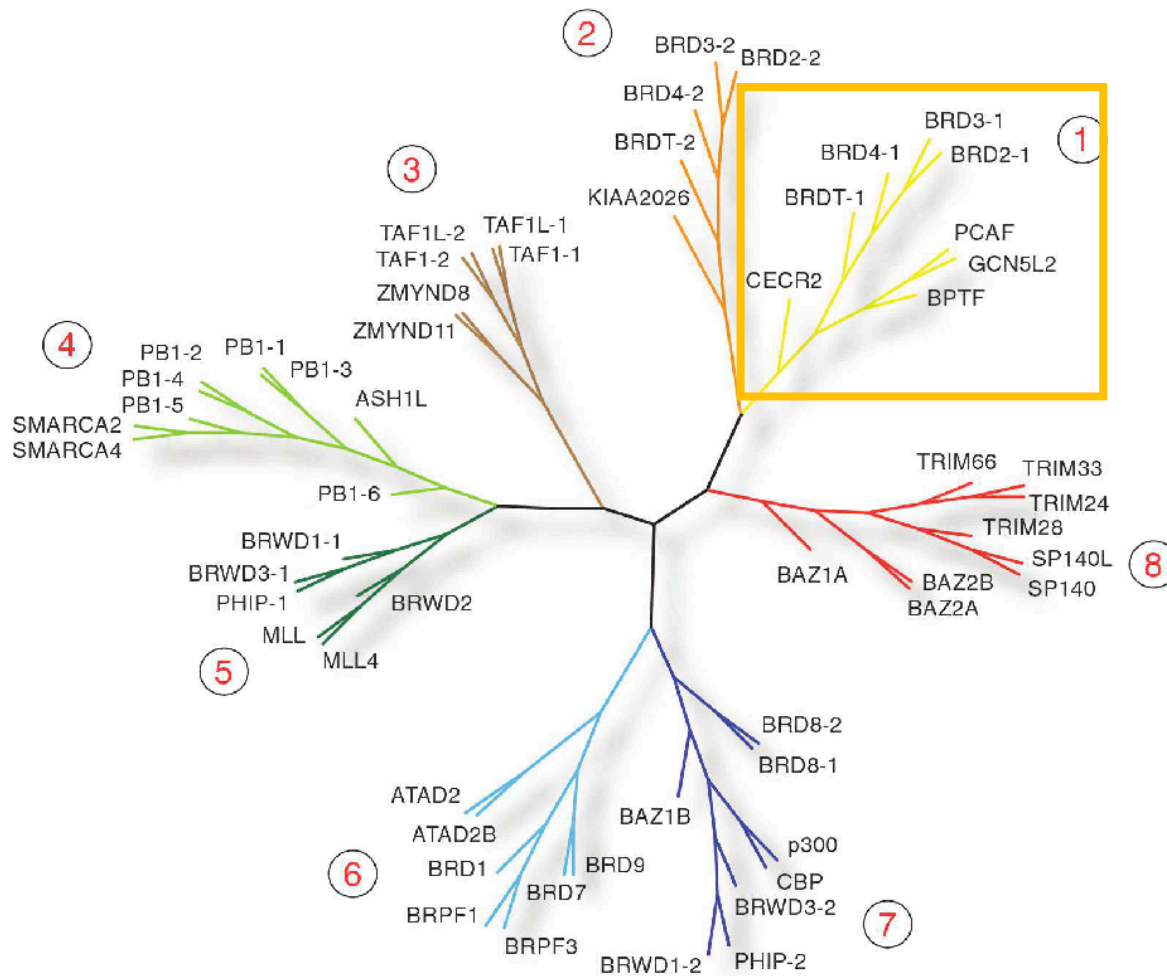 2
BRD3-2
BRD2-2
BRD4-2
BRDT-2
KIAA2026
1
BRD3-1
BRD2-1
BRD4-1
BRDT-1
PCAF
GCN5L2
BPTF
CECR2
3
TAF1L-2
TAF1L-1
TAF1-2
TAF1-1
ZMYND8
ZMYND11
4
PB1-2
PB1-1
PB1-4
PB1-3
PB1-5
ASH1L
SMARCA2
SMARCA4
PB1-6
BRWD1-1
BRWD3-1
PHIP-1
BRWD2
MLL
MLL4
5
TRIM66
TRIM33
TRIM24
TRIM28
SP140L
SP140
8
BAZ1A
BAZ2B
BAZ2A
ATAD2
ATAD2B
BRD1
BRD9
BRD7
BRPF1
BRPF3
6
BRD8-2
BRD8-1
BAZ1B
p300
CBP
BRWD3-2
PHIP-2
BRWD1-2
7